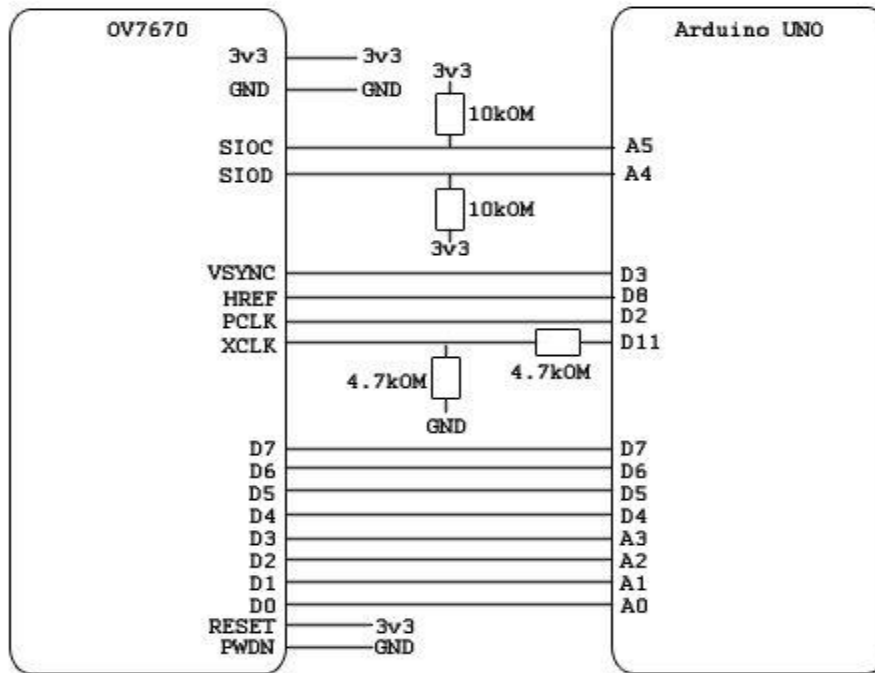 OV7670 Arduino UNO
3v3 3v3
GND GND
3v3
10kOM
SIOC A5
SIOD A4
10kOM
3v3
VSYNC D3
HREF D8
PCLK D2
XCLK D11
4.7kOM 4.7kOM
GND
D7 D7
D6 D6
D5 D5
D4 D4
D3 A3
D2 A2
D1 A1
D0 A0
RESET 3v3
PWDN GND